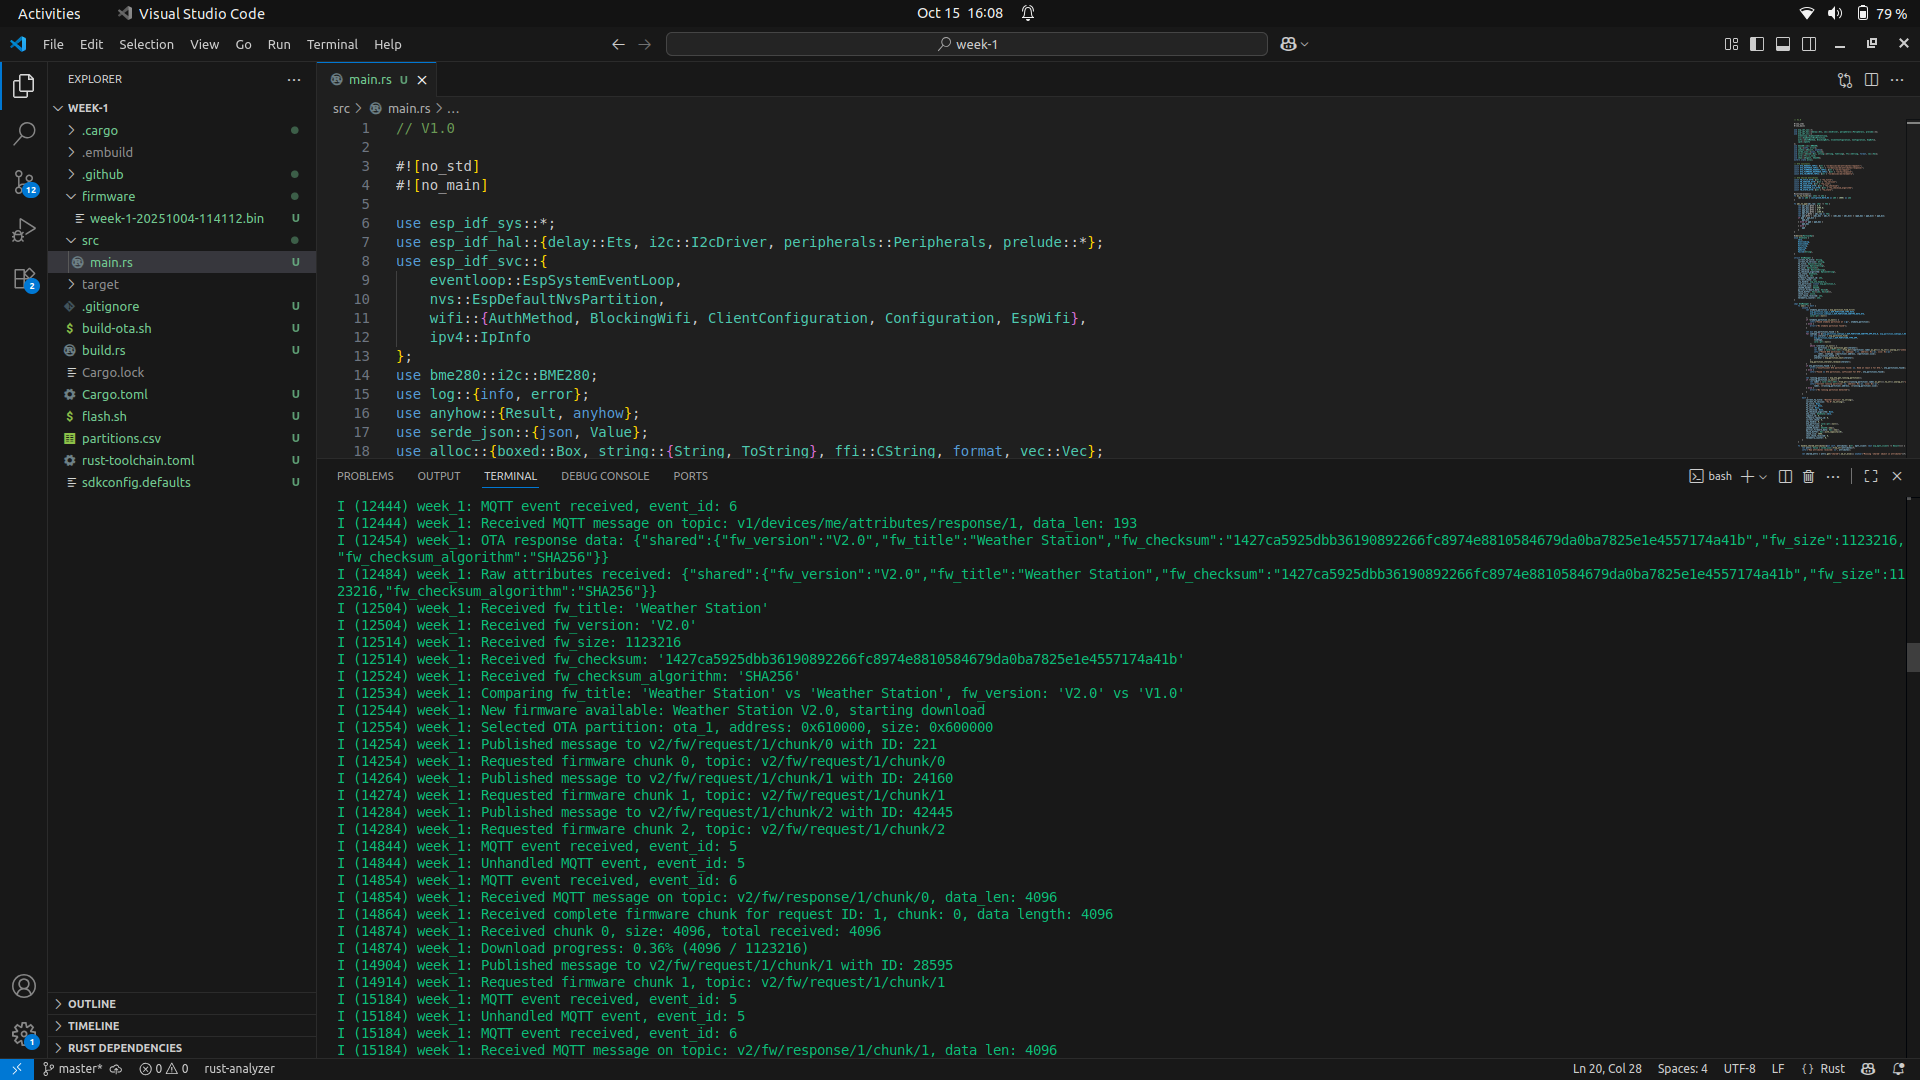 Activities
Visual Studio Code
Oct 15 16:08
79 %
File Edit Selection View Go Run Terminal Help
week-1
EXPLORER
main.rs U
WEEK-1
src > main.rs > ...
.cargo
.embuild
.github
firmware
week-1-20251004-114112.bin U
src
main.rs U
target
.gitignore U
build-ota.sh U
build.rs U
Cargo.lock
Cargo.toml U
flash.sh U
partitions.csv U
rust-toolchain.toml U
sdkconfig.defaults U
12
2
1
OUTLINE
TIMELINE
RUST DEPENDENCIES
1 // V1.0
2
3 #![no_std]
4 #![no_main]
5
6 use esp_idf_sys::*;
7 use esp_idf_hal::{delay::Ets, i2c::I2cDriver, peripherals::Peripherals, prelude::*};
8 use esp_idf_svc::{
9 eventloop::EspSystemEventLoop,
10 nvs::EspDefaultNvsPartition,
11 wifi::{AuthMethod, BlockingWifi, ClientConfiguration, Configuration, EspWifi},
12 ipv4::IpInfo
13 };
14 use bme280::i2c::BME280;
15 use log::{info, error};
16 use anyhow::{Result, anyhow};
17 use serde_json::{json, Value};
18 use alloc::{boxed::Box, string::{String, ToString}, ffi::CString, format, vec::Vec};
PROBLEMS OUTPUT TERMINAL DEBUG CONSOLE PORTS
bash
I (12444) week_1: MQTT event received, event_id: 6
I (12444) week_1: Received MQTT message on topic: v1/devices/me/attributes/response/1, data_len: 193
I (12454) week_1: OTA response data: {"shared":{"fw_version":"V2.0","fw_title":"Weather Station","fw_checksum":"1427ca5925dbb36190892266fc8974e8810584679da0ba7825e1e4557174a41b","fw_size":1123216,
"fw_checksum_algorithm":"SHA256"}}
I (12484) week_1: Raw attributes received: {"shared":{"fw_version":"V2.0","fw_title":"Weather Station","fw_checksum":"1427ca5925dbb36190892266fc8974e8810584679da0ba7825e1e4557174a41b","fw_size":11
23216,"fw_checksum_algorithm":"SHA256"}}
I (12504) week_1: Received fw_title: 'Weather Station'
I (12504) week_1: Received fw_version: 'V2.0'
I (12514) week_1: Received fw_size: 1123216
I (12514) week_1: Received fw_checksum: '1427ca5925dbb36190892266fc8974e8810584679da0ba7825e1e4557174a41b'
I (12524) week_1: Received fw_checksum_algorithm: 'SHA256'
I (12534) week_1: Comparing fw_title: 'Weather Station' vs 'Weather Station', fw_version: 'V2.0' vs 'V1.0'
I (12544) week_1: New firmware available: Weather Station V2.0, starting download
I (12554) week_1: Selected OTA partition: ota_1, address: 0x610000, size: 0x600000
I (14254) week_1: Published message to v2/fw/request/1/chunk/0 with ID: 221
I (14254) week_1: Requested firmware chunk 0, topic: v2/fw/request/1/chunk/0
I (14264) week_1: Published message to v2/fw/request/1/chunk/1 with ID: 24160
I (14274) week_1: Requested firmware chunk 1, topic: v2/fw/request/1/chunk/1
I (14284) week_1: Published message to v2/fw/request/1/chunk/2 with ID: 42445
I (14284) week_1: Requested firmware chunk 2, topic: v2/fw/request/1/chunk/2
I (14844) week_1: MQTT event received, event_id: 5
I (14844) week_1: Unhandled MQTT event, event_id: 5
I (14854) week_1: MQTT event received, event_id: 6
I (14854) week_1: Received MQTT message on topic: v2/fw/response/1/chunk/0, data_len: 4096
I (14864) week_1: Received complete firmware chunk for request ID: 1, chunk: 0, data length: 4096
I (14874) week_1: Received chunk 0, size: 4096, total received: 4096
I (14874) week_1: Download progress: 0.36% (4096 / 1123216)
I (14904) week_1: Published message to v2/fw/request/1/chunk/1 with ID: 28595
I (14914) week_1: Requested firmware chunk 1, topic: v2/fw/request/1/chunk/1
I (15184) week_1: MQTT event received, event_id: 5
I (15184) week_1: Unhandled MQTT event, event_id: 5
I (15184) week_1: MQTT event received, event_id: 6
I (15184) week_1: Received MQTT message on topic: v2/fw/response/1/chunk/1, data_len: 4096
master* 0 0 rust-analyzer
Ln 20, Col 28 Spaces: 4 UTF-8 LF {} Rust